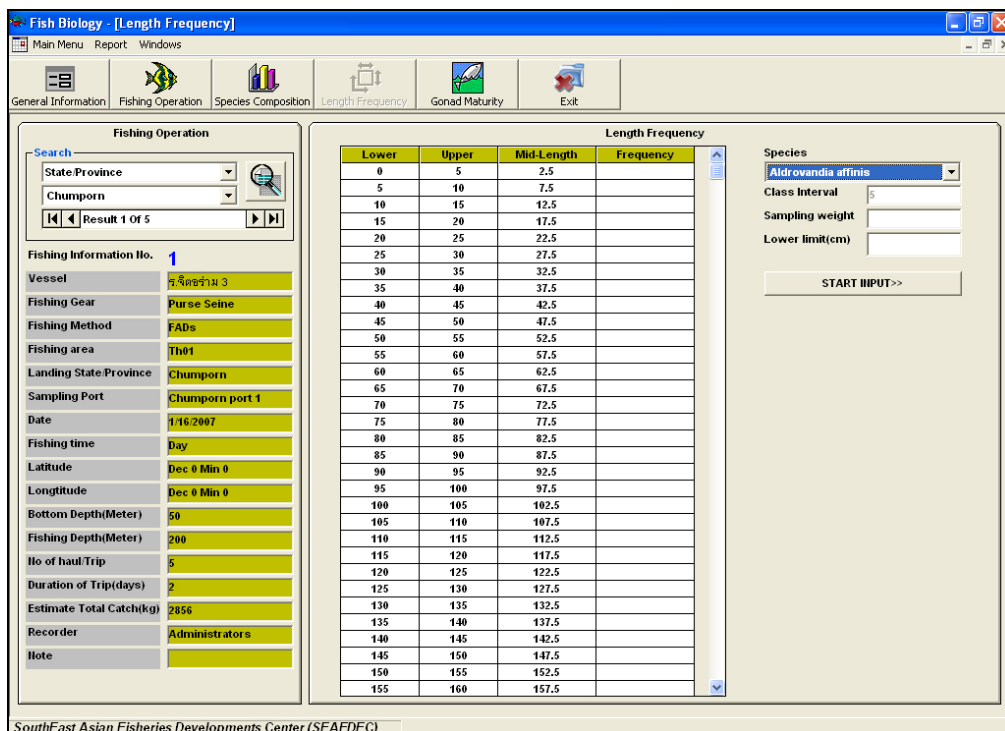 Fish Biology - [Length Frequency]
Main Menu Report Windows
General Information Fishing Operation Species Composition Length Frequency Gonad Maturity Exit
Fishing Operation
Search
State/Province
Chumporn
Result 1 Of 5
Fishing Information No. 1
Vessel ร.จิตอร่าม 3
Fishing Gear Purse Seine
Fishing Method FADs
Fishing area Th01
Landing State/Province Chumporn
Sampling Port Chumporn port 1
Date 1/16/2007
Fishing time Day
Latitude Dec 0 Min 0
Longtitude Dec 0 Min 0
Bottom Depth(Meter) 50
Fishing Depth(Meter) 200
No of haul/Trip 5
Duration of Trip(days) 2
Estimate Total Catch(kg) 2856
Recorder Administrators
Note
Length Frequency
Lower Upper Mid-Length Frequency
0 5 2.5
5 10 7.5
10 15 12.5
15 20 17.5
20 25 22.5
25 30 27.5
30 35 32.5
35 40 37.5
40 45 42.5
45 50 47.5
50 55 52.5
55 60 57.5
60 65 62.5
65 70 67.5
70 75 72.5
75 80 77.5
80 85 82.5
85 90 87.5
90 95 92.5
95 100 97.5
100 105 102.5
105 110 107.5
110 115 112.5
115 120 117.5
120 125 122.5
125 130 127.5
130 135 132.5
135 140 137.5
140 145 142.5
145 150 147.5
150 155 152.5
155 160 157.5
Species
Aldrovandia affinis
Class Interval 5
Sampling weight
Lower limit(cm)
START INPUT>>
SouthEast Asian Fisheries Developments Center (SEAFDEC)